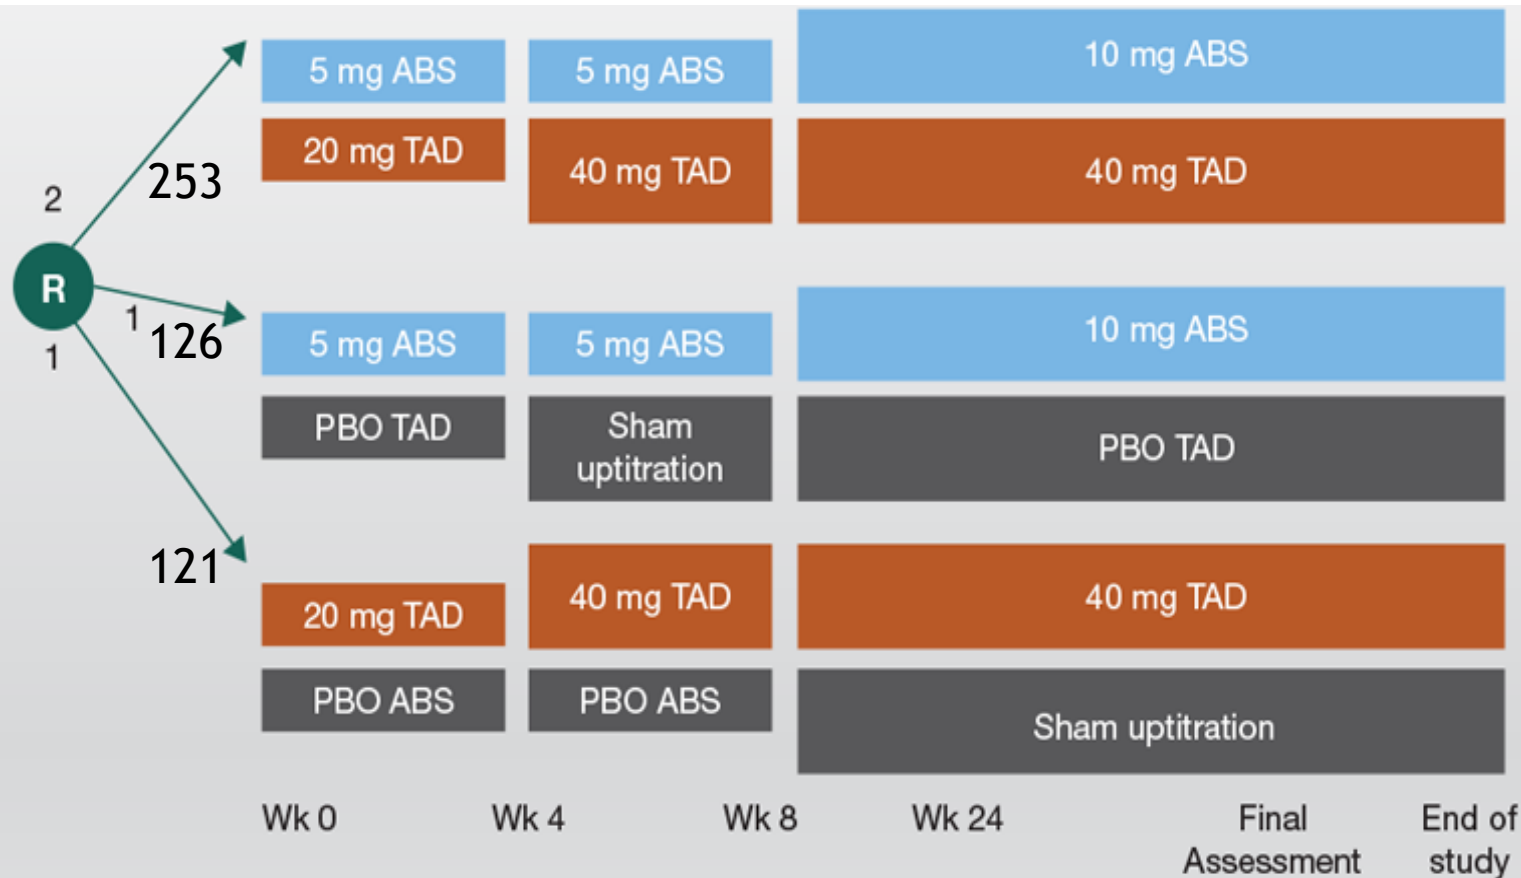 5 mg ABS
5 mg ABS
10 mg ABS
20 mg TAD
40 mg TAD
40 mg TAD
253
2
R
1
126
1
5 mg ABS
5 mg ABS
10 mg ABS
PBO TAD
Sham
uptitration
PBO TAD
121
20 mg TAD
40 mg TAD
40 mg TAD
PBO ABS
PBO ABS
Sham uptitration
Wk 0
Wk 4
Wk 8
Wk 24
Final
Assessment
End of
study